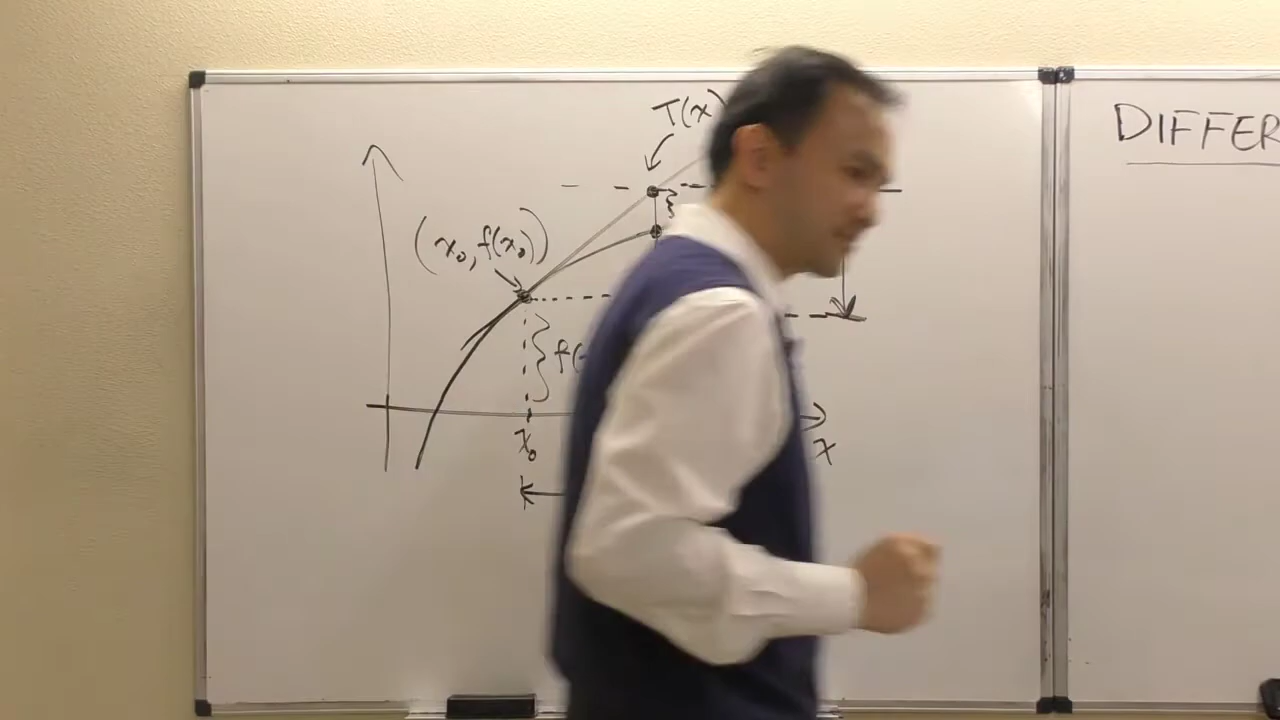 T(x)
DIFFER
(x₀, f(x₀))
f(
x₀
x